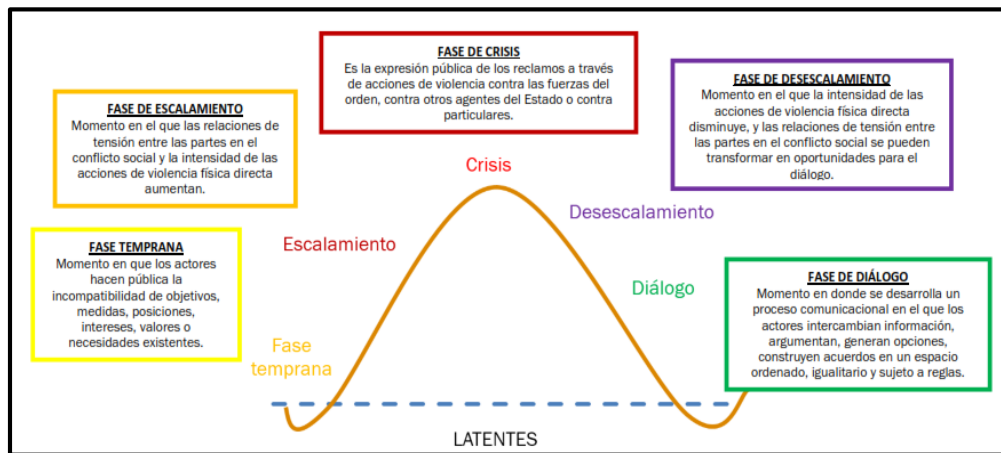 FASE DE CRISIS
Es la expresión pública de los reclamos a través
de acciones de violencia contra las fuerzas del
orden, contra otros agentes del Estado o contra
particulares.
FASE DE ESCALAMIENTO
Momento en el que las relaciones de
tensión entre las partes en el
conflicto social y la intensidad de las
acciones de violencia física directa
aumentan.
FASE DE DESESCALAMIENTO
Momento en el que la intensidad de las
acciones de violencia física directa
disminuye, y las relaciones de tensión entre
las partes en el conflicto social se pueden
transformar en oportunidades para el
diálogo.
Crisis
Desescalamiento
Escalamiento
FASE TEMPRANA
Momento en que los actores
hacen pública la
incompatibilidad de objetivos,
medidas, posiciones,
intereses, valores o
necesidades existentes.
Diálogo
FASE DE DIÁLOGO
Momento en donde se desarrolla un
proceso comunicacional en el que los
actores intercambian información,
argumentan, generan opciones,
construyen acuerdos en un espacio
ordenado, igualitario y sujeto a reglas.
Fase
temprana
LATENTES